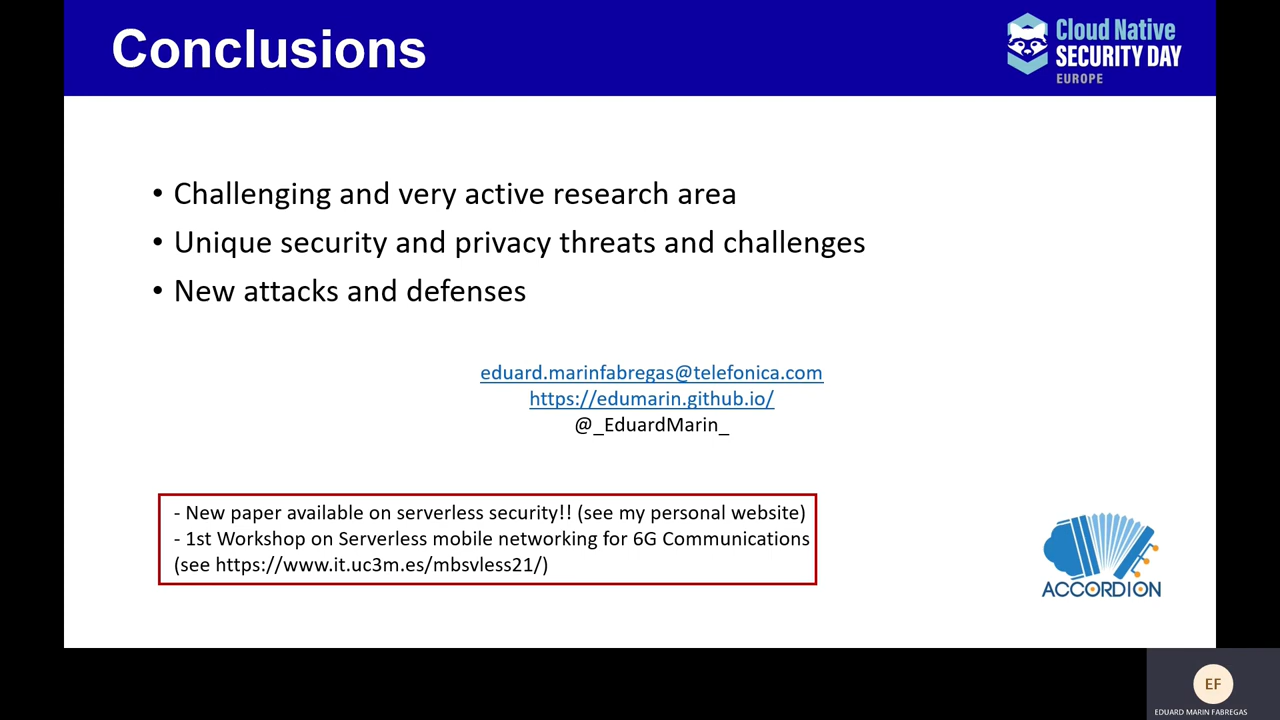 Conclusions
Cloud Native
SECURITY DAY
EUROPE
• Challenging and very active research area
• Unique security and privacy threats and challenges
• New attacks and defenses
eduard.marinfabregas@telefonica.com
https://edumarin.github.io/
@_EduardMarin_
- New paper available on serverless security!! (see my personal website)
- 1st Workshop on Serverless mobile networking for 6G Communications
(see https://www.it.uc3m.es/mbsvless21/)
ACCORDION
EF
EDUARD MARIN FABREGAS